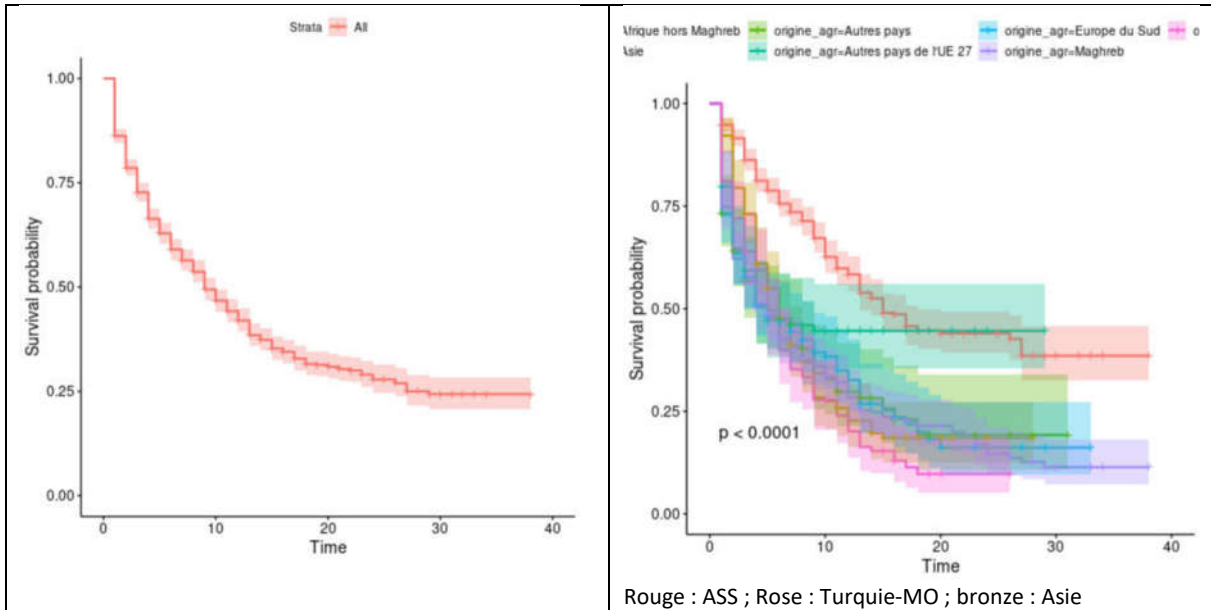 Strata All
1.00
0.75
0.50
0.25
0.00
Survival probability
0
10
20
30
40
Time
Afrique hors Maghreb origine_agr=Autres pays origine_agr=Europe du Sud
Asie origine_agr=Autres pays de l'UE 27 origine_agr=Maghreb
1.00
0.75
0.50
0.25
0.00
Survival probability
p < 0.0001
0
10
20
30
40
Time
Rouge : ASS ; Rose : Turquie-MO ; bronze : Asie